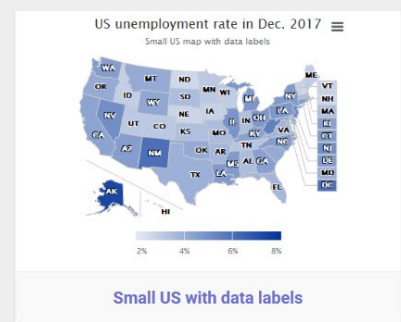 US unemployment rate in Dec. 2017
Small US map with data labels
WA
MT
ND
ME
VT
OR
ID
SD
MN
WI
MI
NY
NH
WY
MA
NV
NE
IA
RI
UT
CO
IL
IN
OH
PA
CT
CA
KS
MO
KY
VA
NJ
AZ
NM
OK
AR
TN
NC
DE
MS
AL
GA
MD
TX
LA
DC
AK
HI
FL
2% 4% 6% 8%
Small US with data labels